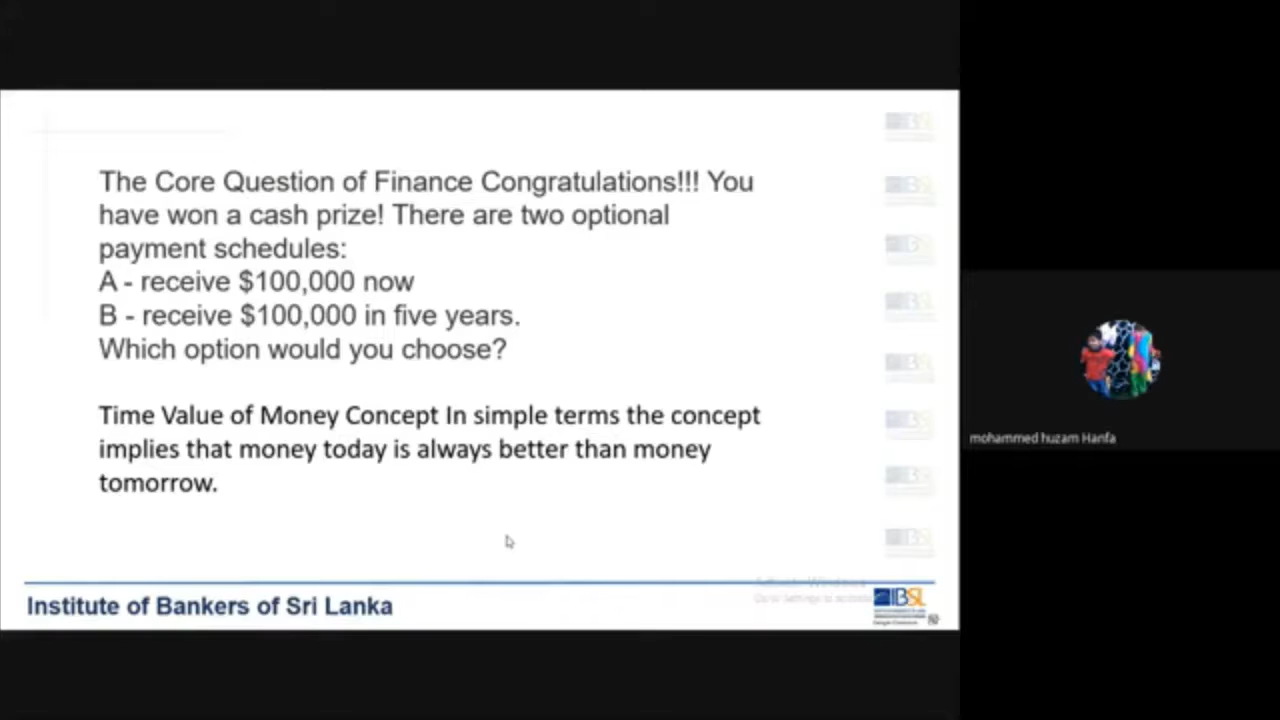 The Core Question of Finance Congratulations!!! You
have won a cash prize! There are two optional
payment schedules:
A - receive $100,000 now
B - receive $100,000 in five years.
Which option would you choose?
Time Value of Money Concept In simple terms the concept
implies that money today is always better than money
tomorrow.
Institute of Bankers of Sri Lanka
IBSL
mohammed huzam Hanfa